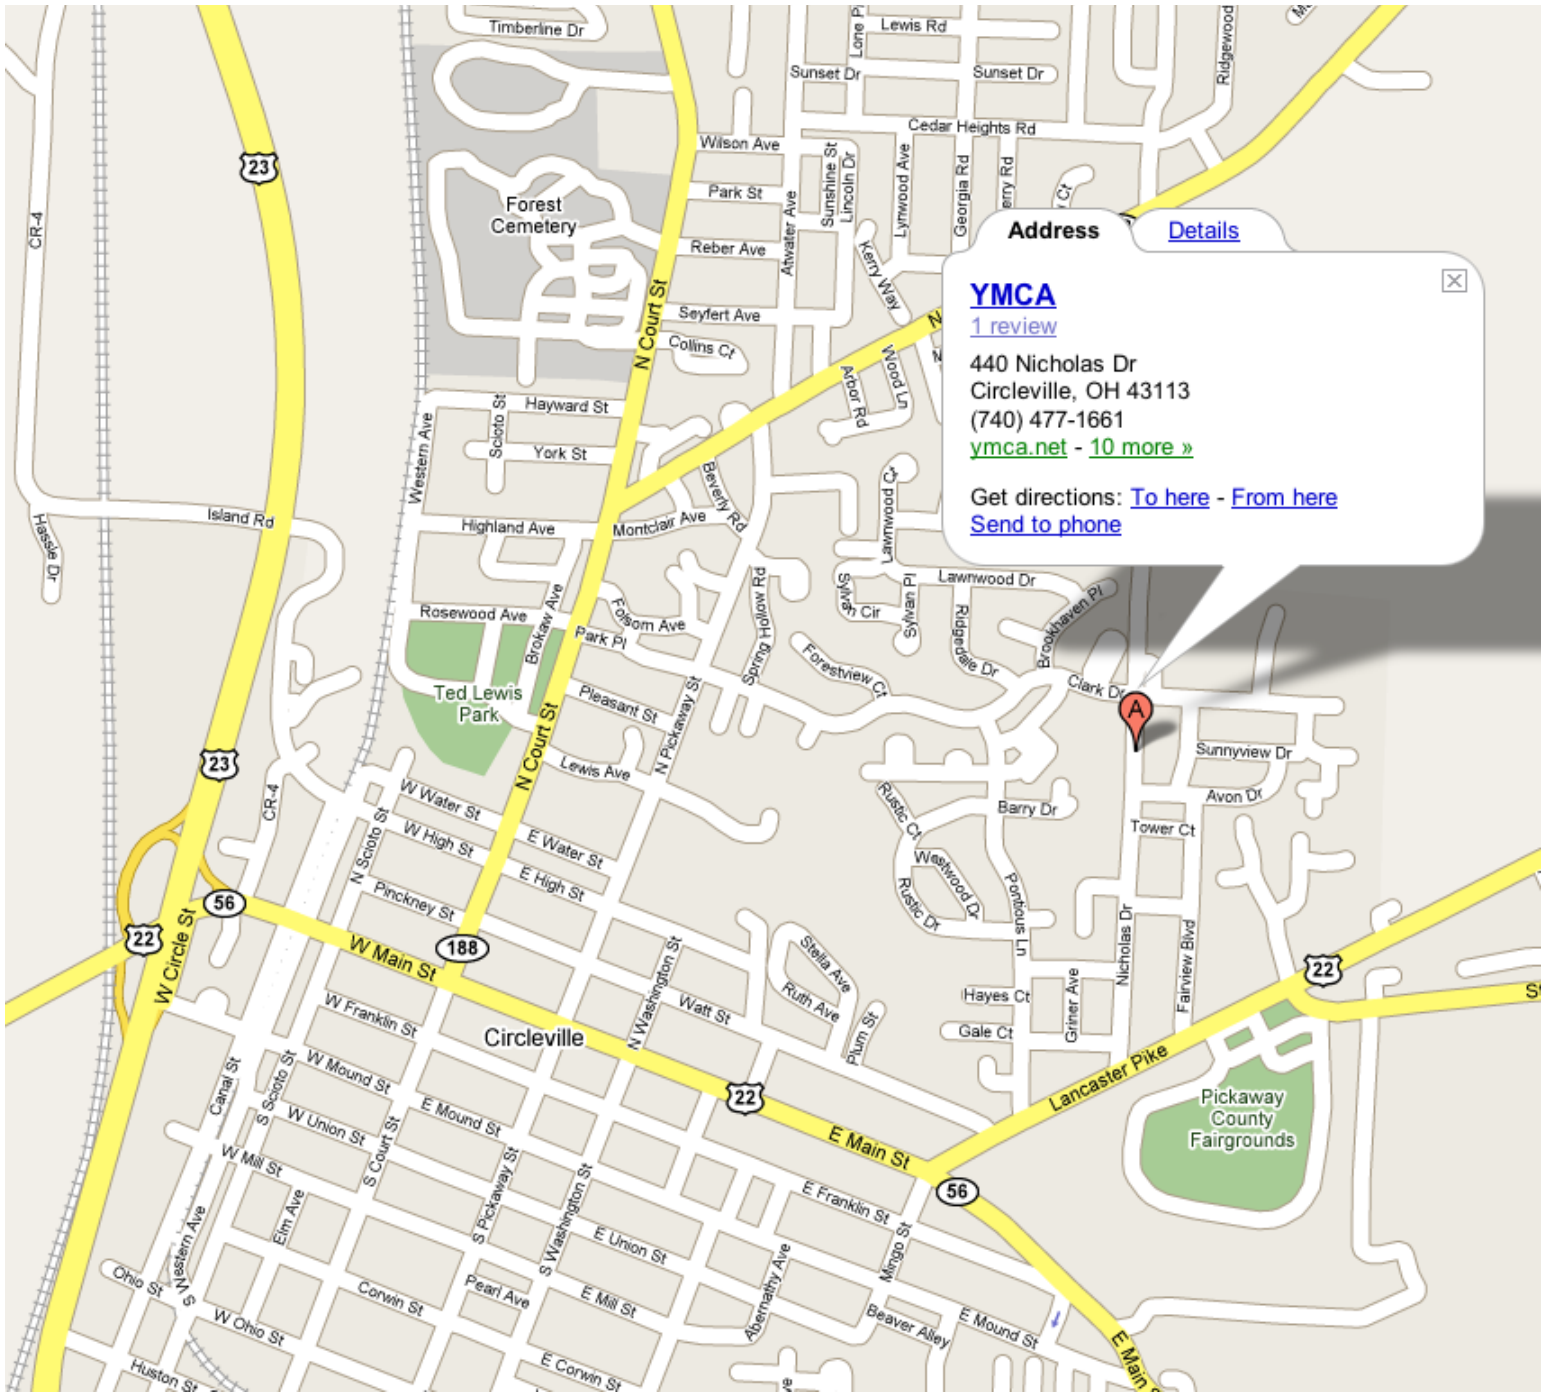 Timberline Dr
Lone Pl
Lewis Rd
Ridgewood
Sunset Dr
Sunset Dr
Cedar Heights Rd
23
Wilson Ave
Sunshine St
Lincoln Dr
Lynwood Ave
Georgia Rd
erry Rd
Ct
Park St
CR-4
Forest
Cemetery
Atwater Ave
Reber Ave
Kerry Way
Address
Details
YMCA
1 review
440 Nicholas Dr
Circleville, OH 43113
(740) 477-1661
ymca.net - 10 more »
Get directions: To here - From here
Send to phone
N Court St
Seyfert Ave
Collins Ct
N
Arbor Rd
Wood Ln
Hayward St
Scioto St
Western Ave
York St
Beverly Rd
Lawnwood Ct
Island Rd
Hassle Dr
Highland Ave
Montclair Ave
Lawnwood Dr
Sylvan Cir
Sylvan Pl
Ridgedale Dr
Brookhaven Pl
Rosewood Ave
Brokaw Ave
Folsom Ave
Park Pl
Spring Hollow Rd
Forestview Ct
Clark Dr
A
Ted Lewis
Park
Pleasant St
N Pickaway St
N Court St
Sunnyview Dr
23
Lewis Ave
CR-4
W Water St
Rustic Ct
Barry Dr
Avon Dr
N Scioto St
W High St
E Water St
Tower Ct
E High St
Westwood Dr
Pinckney St
Rustic Dr
Pontious Ln
56
22
W Circle St
W Main St
188
N Washington St
Stella Ave
Ruth Ave
Nicholas Dr
Fairview Blvd
22
Watt St
Hayes Ct
Griner Ave
W Franklin St
Circleville
Plum St
Gale Ct
Lancaster Pike
Canal St
S Scioto St
W Mound St
22
Pickaway
County
Fairgrounds
E Mound St
W Union St
S Court St
E Main St
W Mill St
S Pickaway St
S Washington St
E Franklin St
56
Elm Ave
S Western Ave
E Union St
Mingo St
Ohio St
Corwin St
Pearl Ave
E Mill St
Abernathy Ave
Beaver Alley
E Mound St
W Ohio St
E Main S
Huston St
E Corwin St